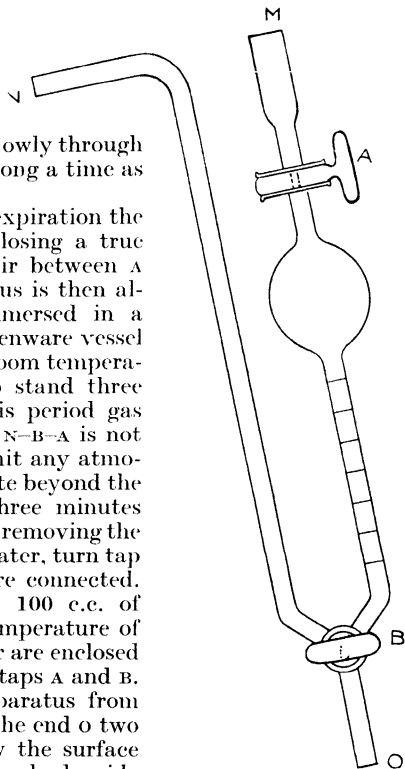 M
V
A
owly through
ong a time as
expiration the
losing a true
ir between A
us is then al-
mersed in a
enware vessel
oom tempera-
o stand three
is period gas
N–B–A is not
nit any atmo-
te beyond the
hree minutes
removing the
ater, turn tap
re connected.
100 c.c. of
mperature of
r are enclosed
taps A and B.
paratus from
he end o two
y the surface
B
O